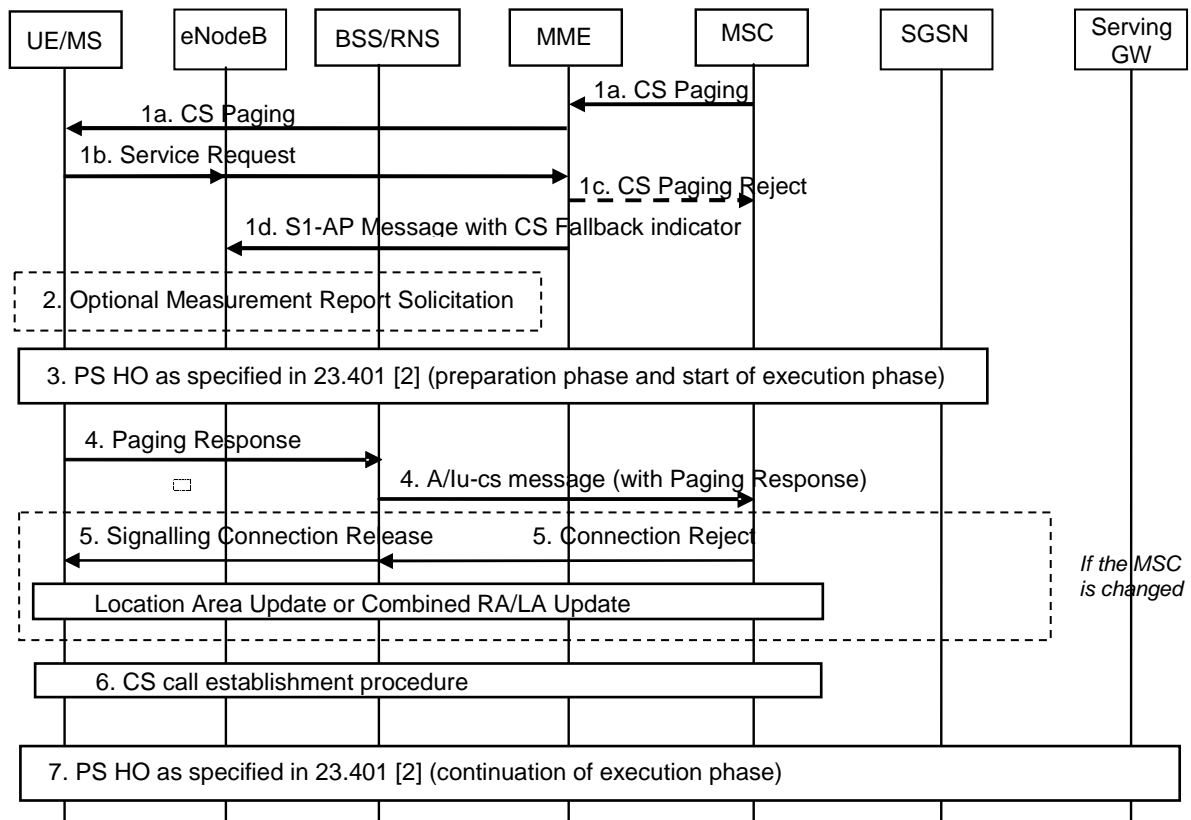 UE/MS
eNodeB
BSS/RNS
MME
MSC
SGSN
Serving
GW
1a. CS Paging
1a. CS Paging
1b. Service Request
1c. CS Paging Reject
1d. S1-AP Message with CS Fallback indicator
2. Optional Measurement Report Solicitation
3. PS HO as specified in 23.401 [2] (preparation phase and start of execution phase)
4. Paging Response
4. A/Iu-cs message (with Paging Response)
5. Signalling Connection Release
5. Connection Reject
If the MSC
is changed
Location Area Update or Combined RA/LA Update
6. CS call establishment procedure
7. PS HO as specified in 23.401 [2] (continuation of execution phase)